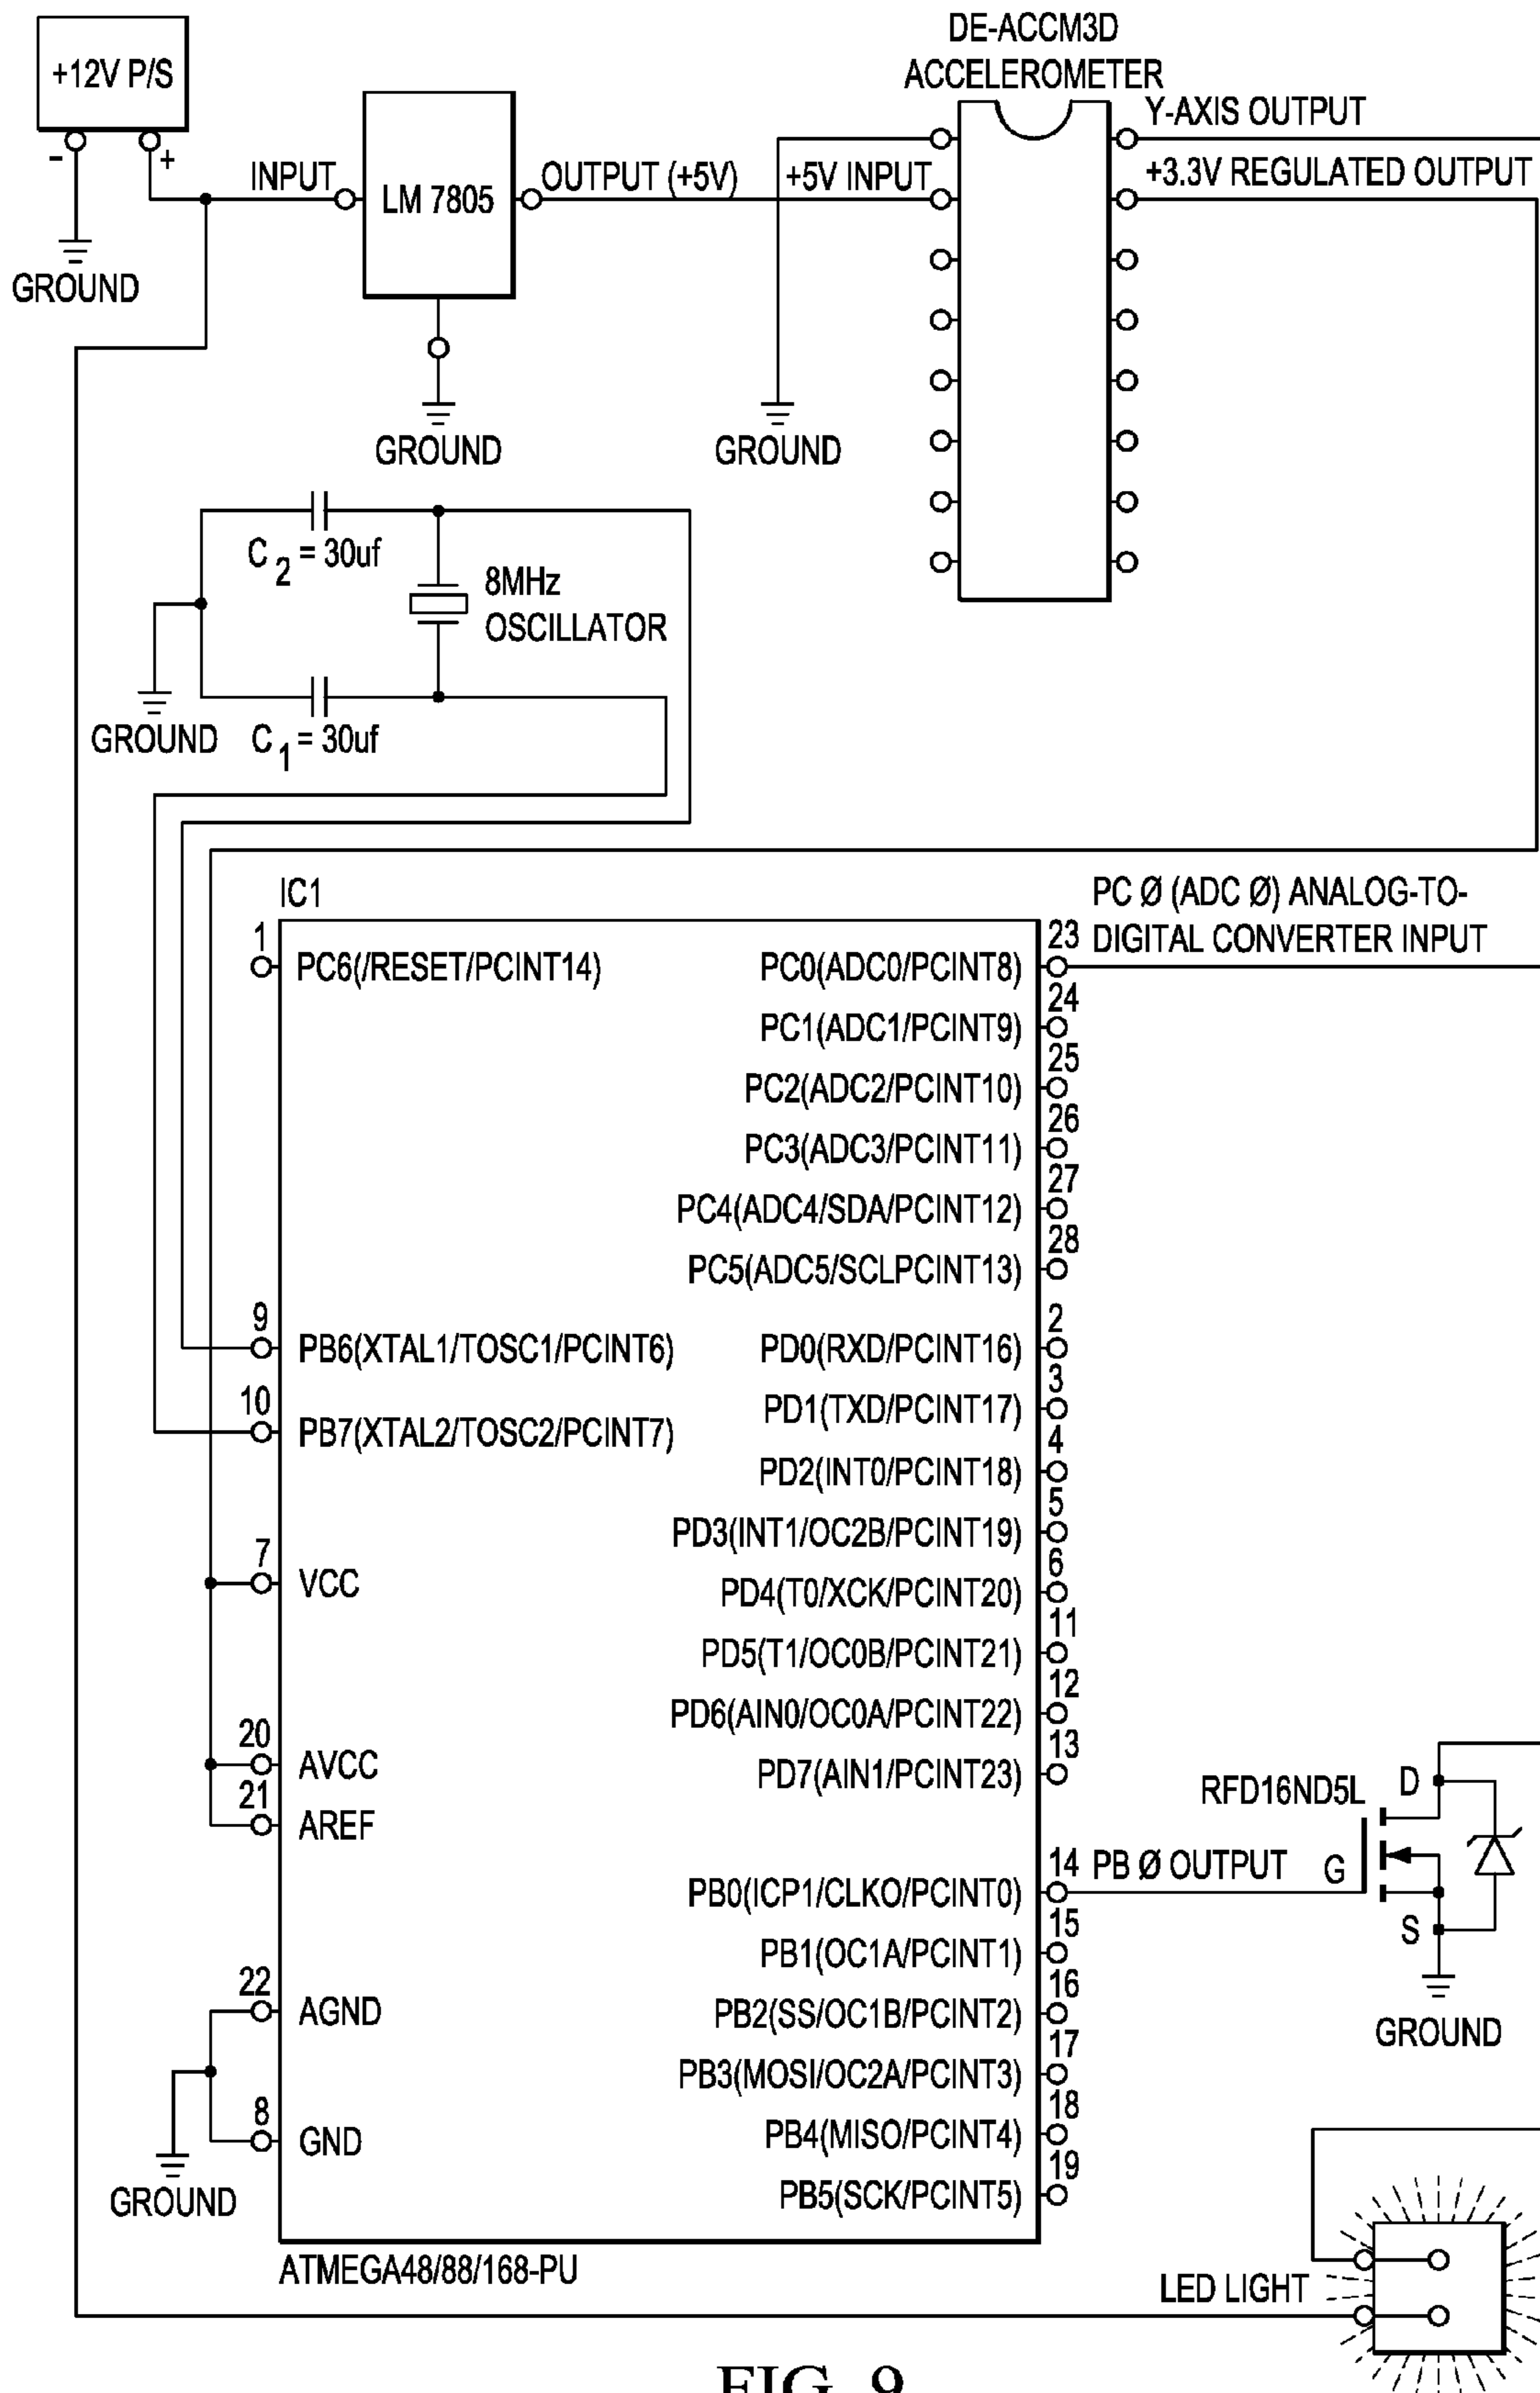 +12V P/S
-
+
GROUND
INPUT
LM 7805
OUTPUT (+5V)
GROUND
DE-ACCM3D
ACCELEROMETER
+5V INPUT
GROUND
Y-AXIS OUTPUT
+3.3V REGULATED OUTPUT
C2 = 30uf
8MHz
OSCILLATOR
GROUND
C1 = 30uf
IC1
1
PC6(/RESET/PCINT14)
9
PB6(XTAL1/TOSC1/PCINT6)
10
PB7(XTAL2/TOSC2/PCINT7)
7
VCC
20
AVCC
21
AREF
22
AGND
8
GND
GROUND
PC Ø (ADC Ø) ANALOG-TO-
DIGITAL CONVERTER INPUT
23
PC0(ADC0/PCINT8)
24
PC1(ADC1/PCINT9)
25
PC2(ADC2/PCINT10)
26
PC3(ADC3/PCINT11)
27
PC4(ADC4/SDA/PCINT12)
28
PC5(ADC5/SCLPCINT13)
2
PD0(RXD/PCINT16)
3
PD1(TXD/PCINT17)
4
PD2(INT0/PCINT18)
5
PD3(INT1/OC2B/PCINT19)
6
PD4(T0/XCK/PCINT20)
11
PD5(T1/OC0B/PCINT21)
12
PD6(AIN0/OC0A/PCINT22)
13
PD7(AIN1/PCINT23)
14
PB0(ICP1/CLKO/PCINT0)
PB Ø OUTPUT
15
PB1(OC1A/PCINT1)
16
PB2(SS/OC1B/PCINT2)
17
PB3(MOSI/OC2A/PCINT3)
18
PB4(MISO/PCINT4)
19
PB5(SCK/PCINT5)
ATMEGA48/88/168-PU
RFD16ND5L
D
G
S
GROUND
LED LIGHT
FIG. 9